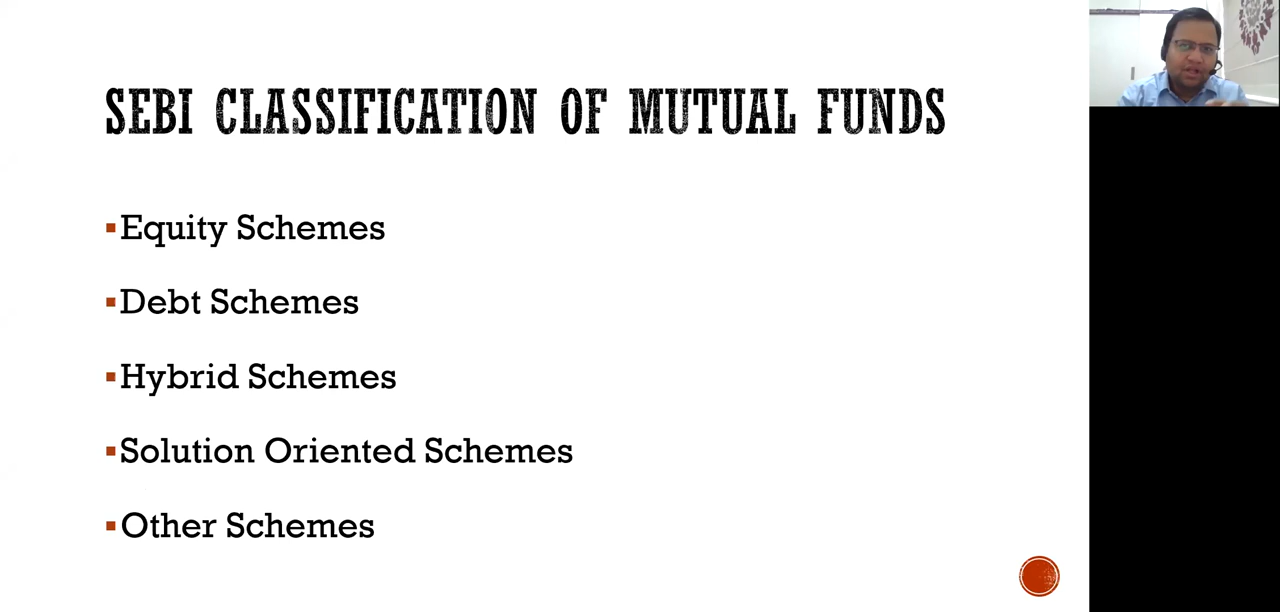 SEBI CLASSIFICATION OF MUTUAL FUNDS
▪Equity Schemes
▪Debt Schemes
▪Hybrid Schemes
▪Solution Oriented Schemes
▪Other Schemes